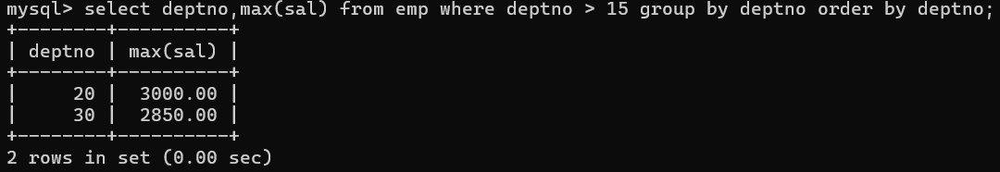 mysql> select deptno,max(sal) from emp where deptno > 15 group by deptno order by deptno;
+--------+----------+
| deptno | max(sal) |
+--------+----------+
|     20 |  3000.00 |
|     30 |  2850.00 |
+--------+----------+
2 rows in set (0.00 sec)